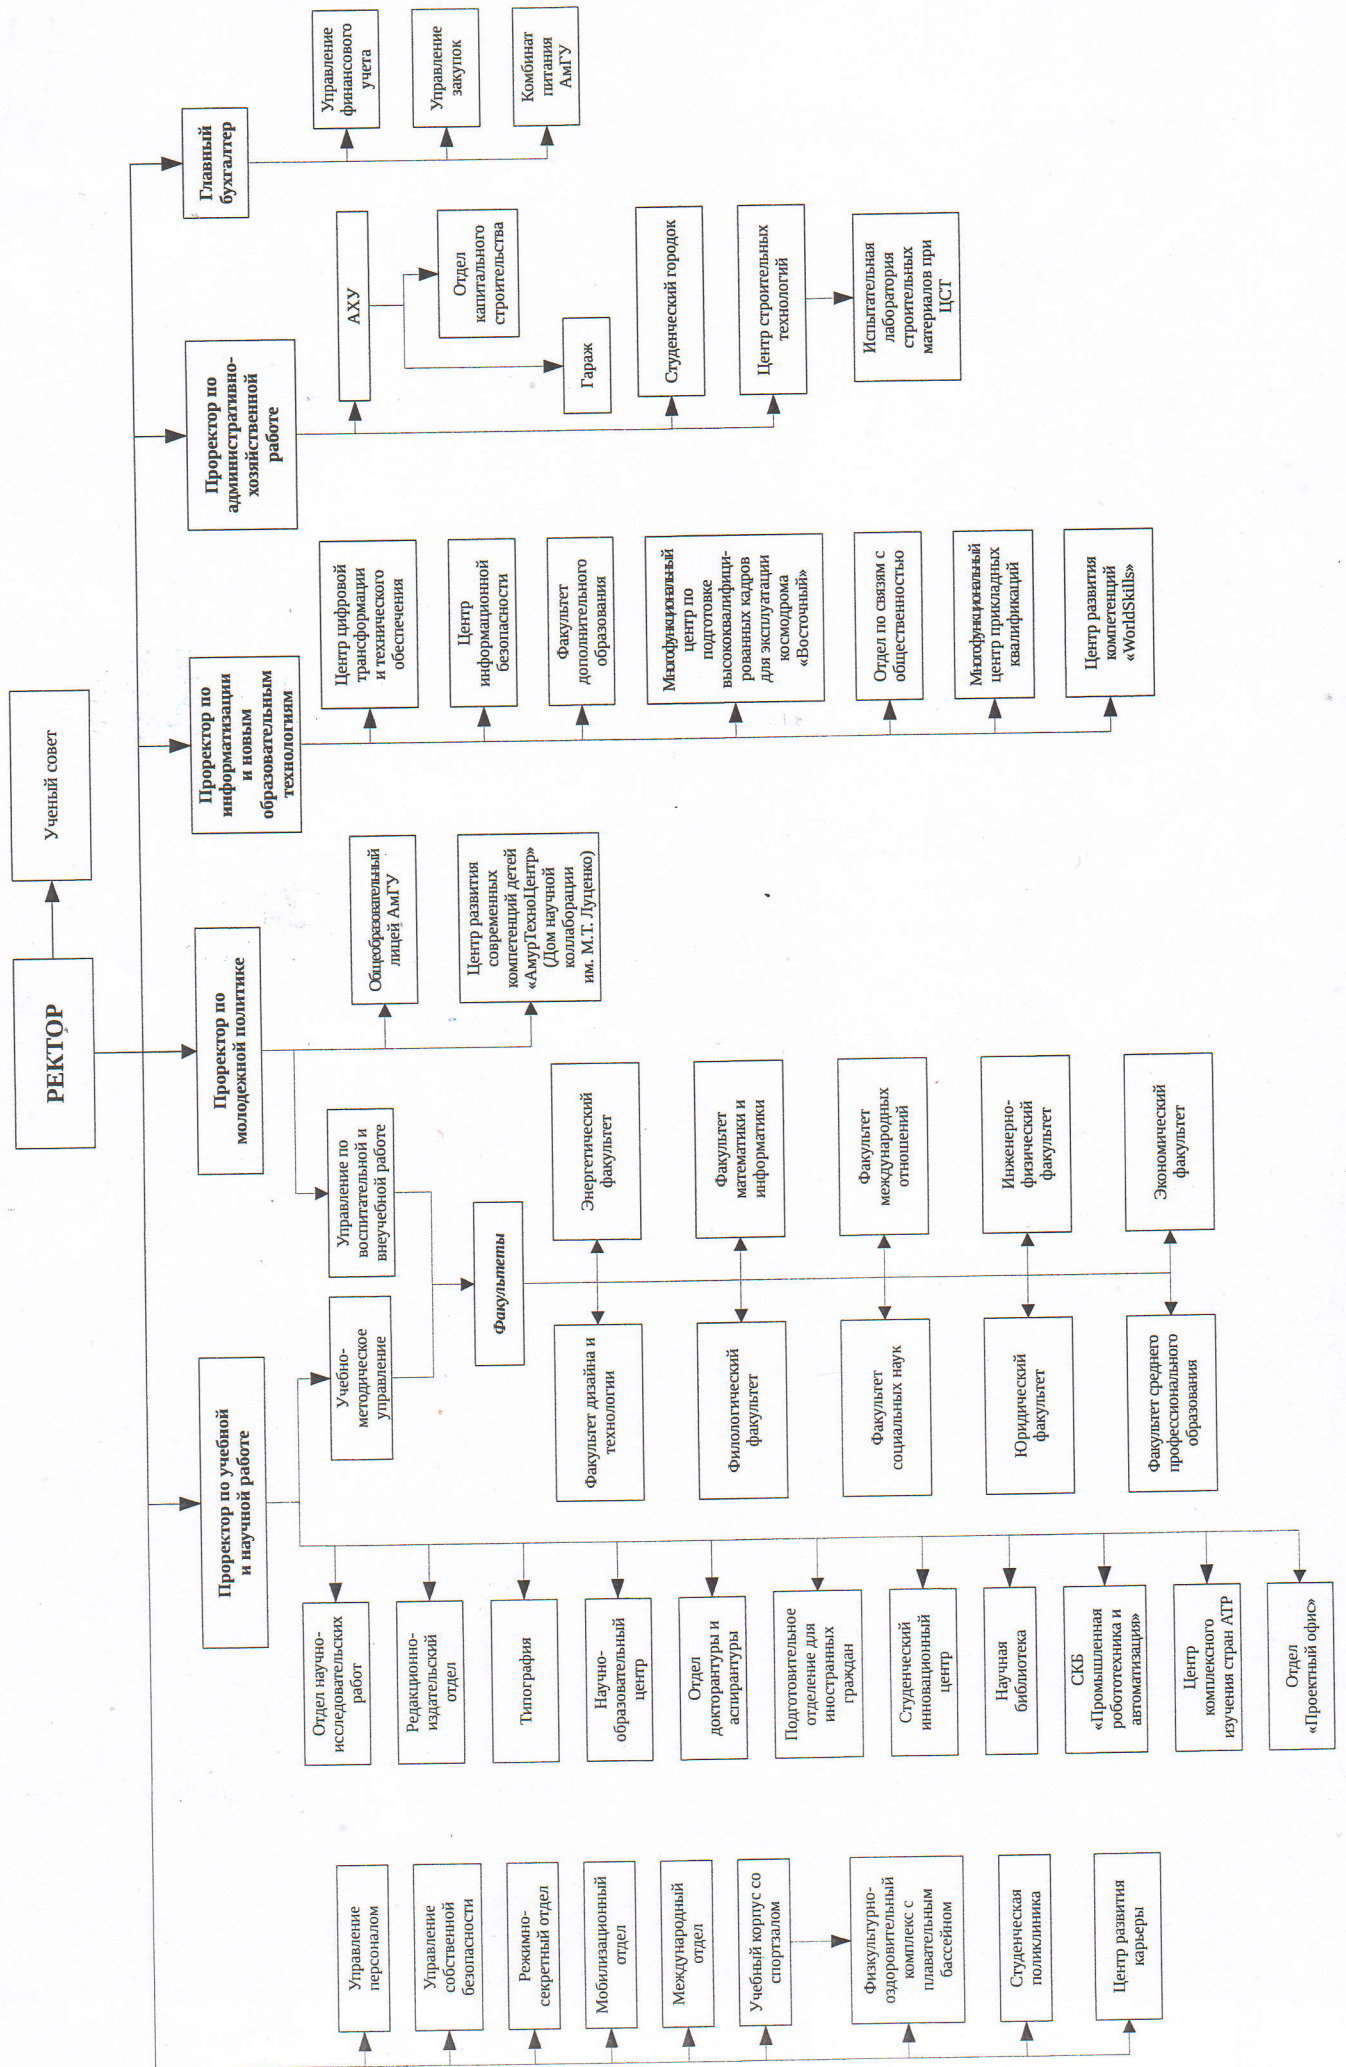 РЕКТОР
Ученый совет
Проректор по учебной
и научной работе
Проректор по
молодежной политике
Проректор по
информатизации
и новым
образовательным
технологиям
Проректор по
административно-
хозяйственной
работе
Главный
бухгалтер
Управление
персоналом
Управление
собственной
безопасности
Режимно-
секретный отдел
Мобилизационный
отдел
Международный
отдел
Учебный корпус со
спортзалом
Физкультурно-
оздоровительный
комплекс с
плавательным
бассейном
Студенческая
поликлиника
Центр развития
карьеры
Отдел научно-
исследовательских
работ
Редакционно-
издательский
отдел
Типография
Научно-
образовательный
центр
Отдел
докторантуры и
аспирантуры
Подготовительное
отделение для
иностранных
граждан
Студенческий
инновационный
центр
Научная
библиотека
СКБ
«Промышленная
робототехника и
автоматизация»
Центр
комплексного
изучения стран АТР
Отдел
«Проектный офис»
Учебно-
методическое
управление
Управление по
воспитательной и
внеучебной работе
Факультеты
Факультет дизайна и
технологии
Энергетический
факультет
Филологический
факультет
Факультет
математики и
информатики
Факультет
социальных наук
Факультет
международных
отношений
Юридический
факультет
Инженерно-
физический
факультет
Факультет среднего
профессионального
образования
Экономический
факультет
Общеобразовательный
лицей АмГУ
Центр развития
современных
компетенций детей
«АмурТехноЦентр»
(Дом научной
коллаборации
им. М.Т. Луценко)
Центр цифровой
трансформации
и технического
обеспечения
Центр
информационной
безопасности
Факультет
дополнительного
образования
Многофункциональный
центр по
подготовке
высококвалифици-
рованных кадров
для эксплуатации
космодрома
«Восточный»
Отдел по связям с
общественностью
Многофункциональный
центр прикладных
квалификаций
Центр развития
компетенций
«WorldSkills»
АХУ
Отдел
капитального
строительства
Гараж
Студенческий городок
Центр строительных
технологий
Испытательная
лаборатория
строительных
материалов при
ЦСТ
Управление
финансового
учета
Управление
закупок
Комбинат
питания
АмГУ